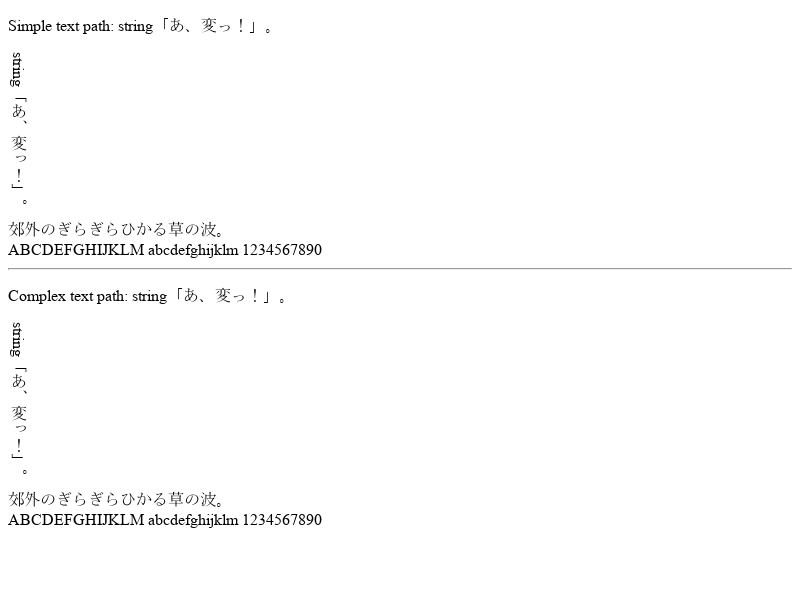 Simple text path: string「あ、変っ！」。
string「あ、変っ！」。
郊外のぎらぎらひかる草の波。
ABCDEFGHIJKLM abcdefghijklm 1234567890
Complex text path: string「あ、変っ！」。
string「あ、変っ！」。
郊外のぎらぎらひかる草の波。
ABCDEFGHIJKLM abcdefghijklm 1234567890